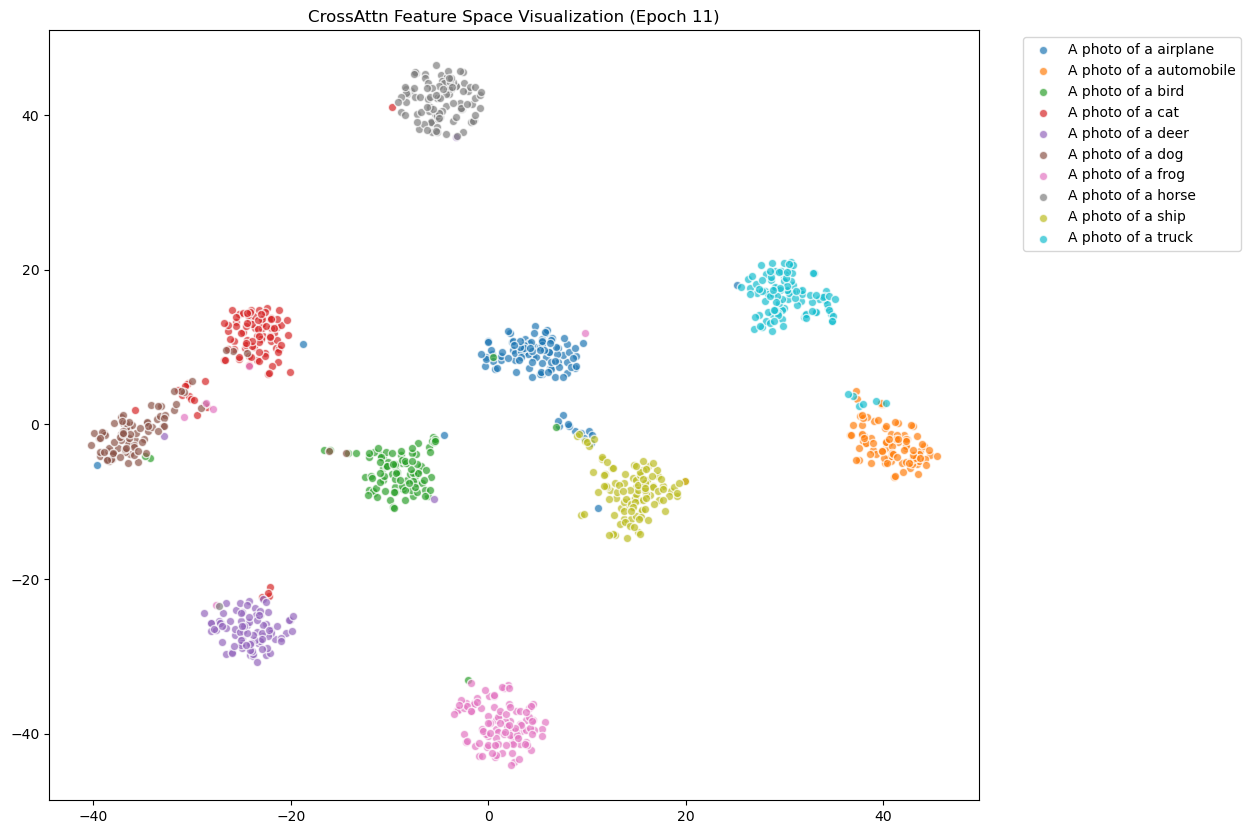 CrossAttn Feature Space Visualization (Epoch 11)
A photo of a airplane
A photo of a automobile
A photo of a bird
A photo of a cat
A photo of a deer
A photo of a dog
A photo of a frog
A photo of a horse
A photo of a ship
A photo of a truck
40
20
0
−20
−40
−40 −20 0 20 40